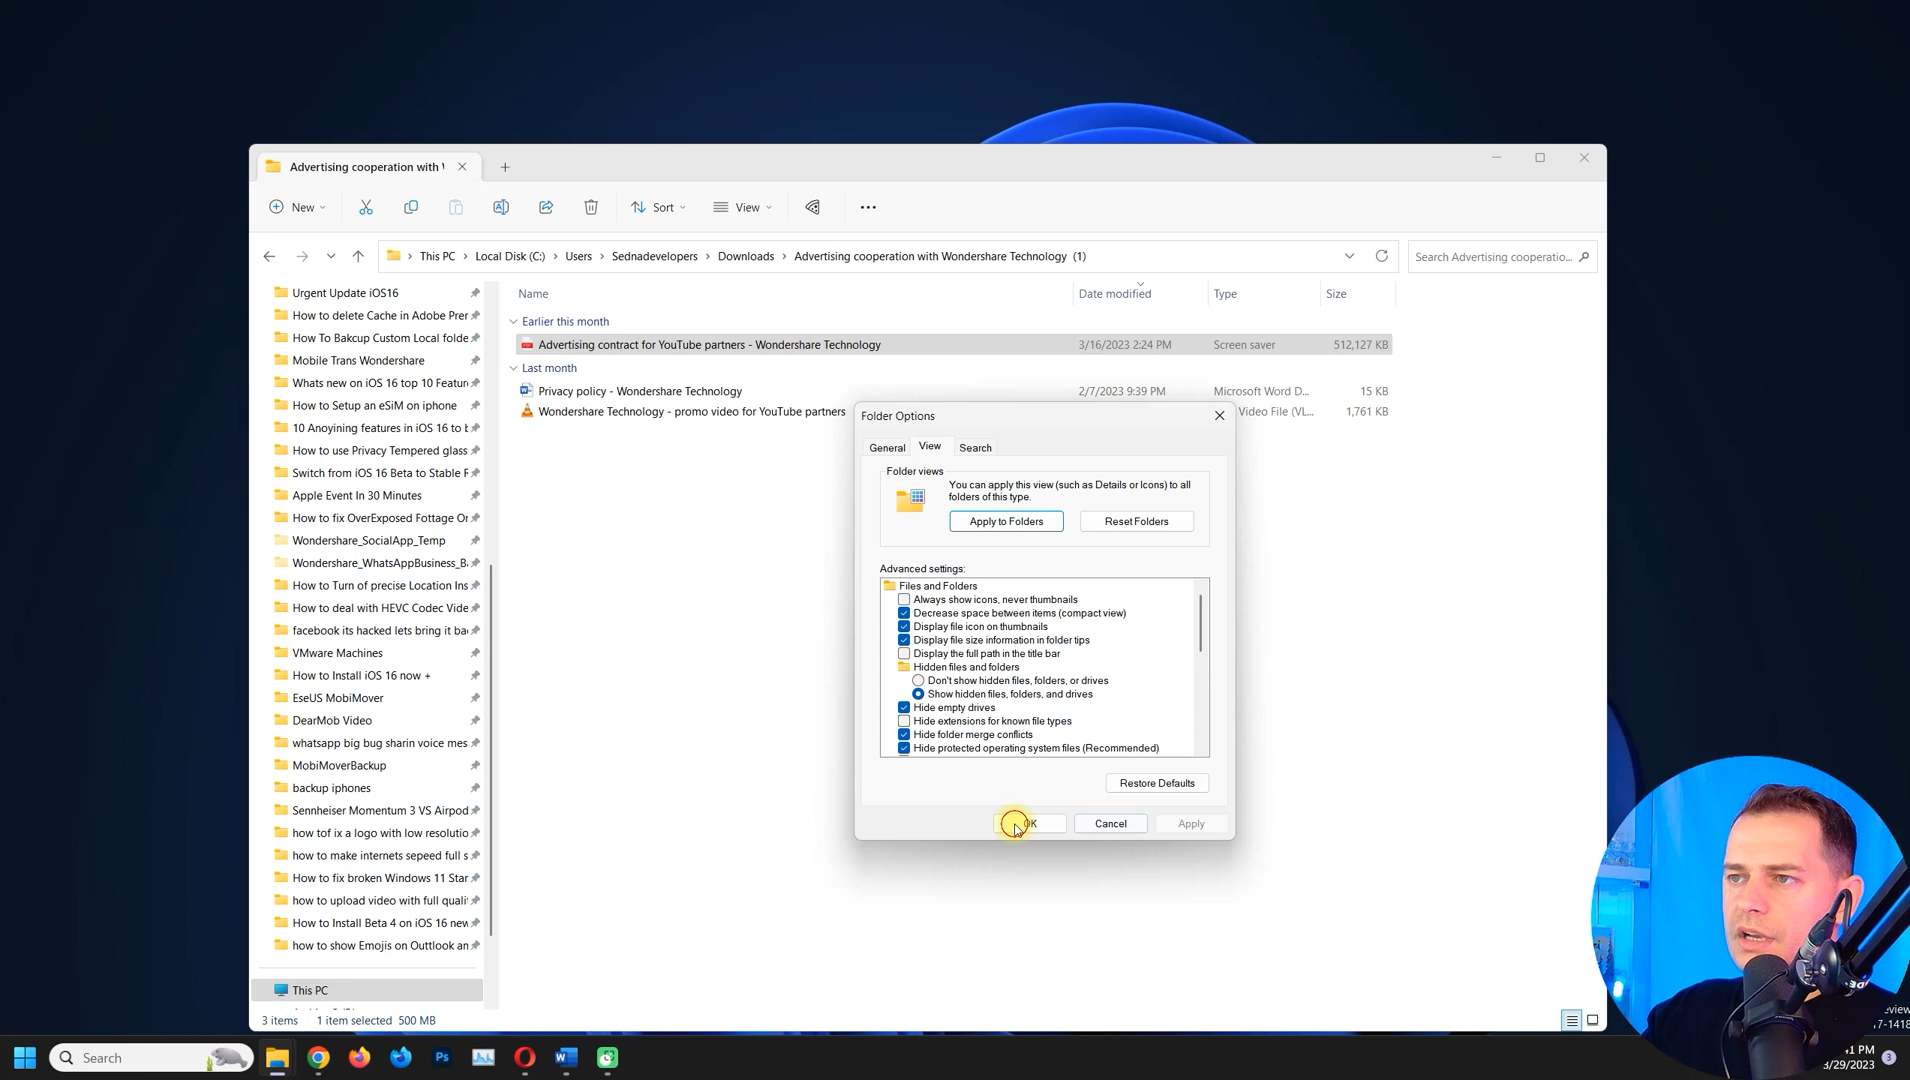 Advertising cooperation with
New
Sort
View
This PC > Local Disk (C:) > Users > Sednadevelopers > Downloads > Advertising cooperation with Wondershare Technology (1)
Search Advertising cooperatio...
Name
Date modified
Type
Size
Earlier this month
Advertising contract for YouTube partners - Wondershare Technology
3/16/2023 2:24 PM
Screen saver
512,127 KB
Last month
Privacy policy - Wondershare Technology
2/7/2023 9:39 PM
Microsoft Word D...
15 KB
Wondershare Technology - promo video for YouTube partners
Video File (VL...
1,761 KB
Urgent Update iOS16
How to delete Cache in Adobe Prer
How To Bakcup Custom Local folde
Mobile Trans Wondershare
Whats new on iOS 16 top 10 Featur
How to Setup an eSiM on iphone
10 Anoyining features in iOS 16 to b
How to use Privacy Tempered glass
Switch from iOS 16 Beta to Stable F
Apple Event In 30 Minutes
How to fix OverExposed Fottage Or
Wondershare_SocialApp_Temp
Wondershare_WhatsAppBusiness_Ba
How to Turn of precise Location Ins
How to deal with HEVC Codec Vide
facebook its hacked lets bring it bac
VMware Machines
How to Install iOS 16 now +
EseUS MobiMover
DearMob Video
whatsapp big bug sharin voice mes
MobiMoverBackup
backup iphones
Sennheiser Momentum 3 VS Airpod
how tof ix a logo with low resolutio
how to make internets sepeed full s
How to fix broken Windows 11 Star
how to upload video with full quali
How to Install Beta 4 on iOS 16 new
how to show Emojis on Outtlook an
This PC
3 items 1 item selected 500 MB
Folder Options
General
View
Search
Folder views
You can apply this view (such as Details or Icons) to all
folders of this type.
Apply to Folders
Reset Folders
Advanced settings:
Files and Folders
Always show icons, never thumbnails
Decrease space between items (compact view)
Display file icon on thumbnails
Display file size information in folder tips
Display the full path in the title bar
Hidden files and folders
Don't show hidden files, folders, or drives
Show hidden files, folders, and drives
Hide empty drives
Hide extensions for known file types
Hide folder merge conflicts
Hide protected operating system files (Recommended)
Restore Defaults
OK
Cancel
Apply
Search
Ps
eview
17-1418
41 PM
3/29/2023
3